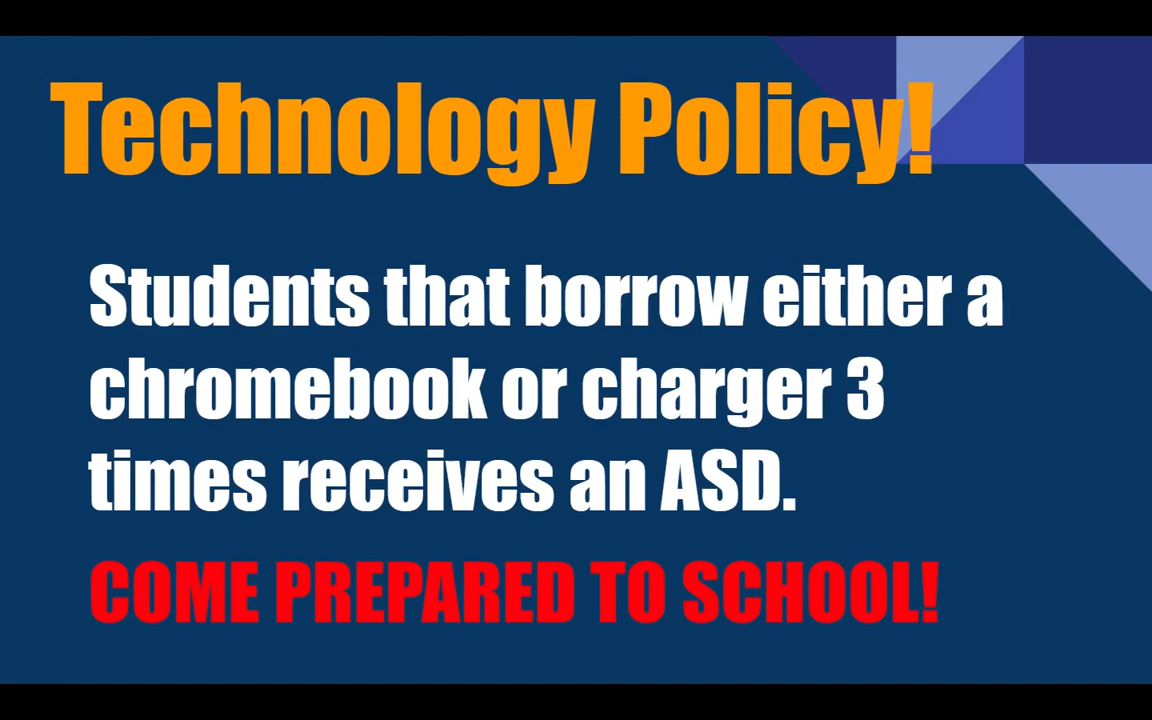 Technology Policy!
Students that borrow either a
chromebook or charger 3
times receives an ASD.
COME PREPARED TO SCHOOL!